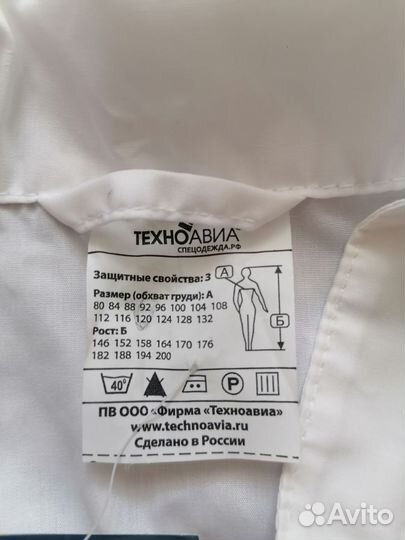 ТЕХНОАВИА
СПЕЦОДЕЖДА.РФ
Защитные свойства: З
Размер (обхват груди): А
80 84 88 92 96 100 104 108
112 116 120 124 128 132
Рост: Б
146 152 158 164 170 176
182 188 194 200
А
Б
40°
P
ПВ ООО «Фирма «Техноавиа»
www.technoavia.ru
Сделано в России
Avito